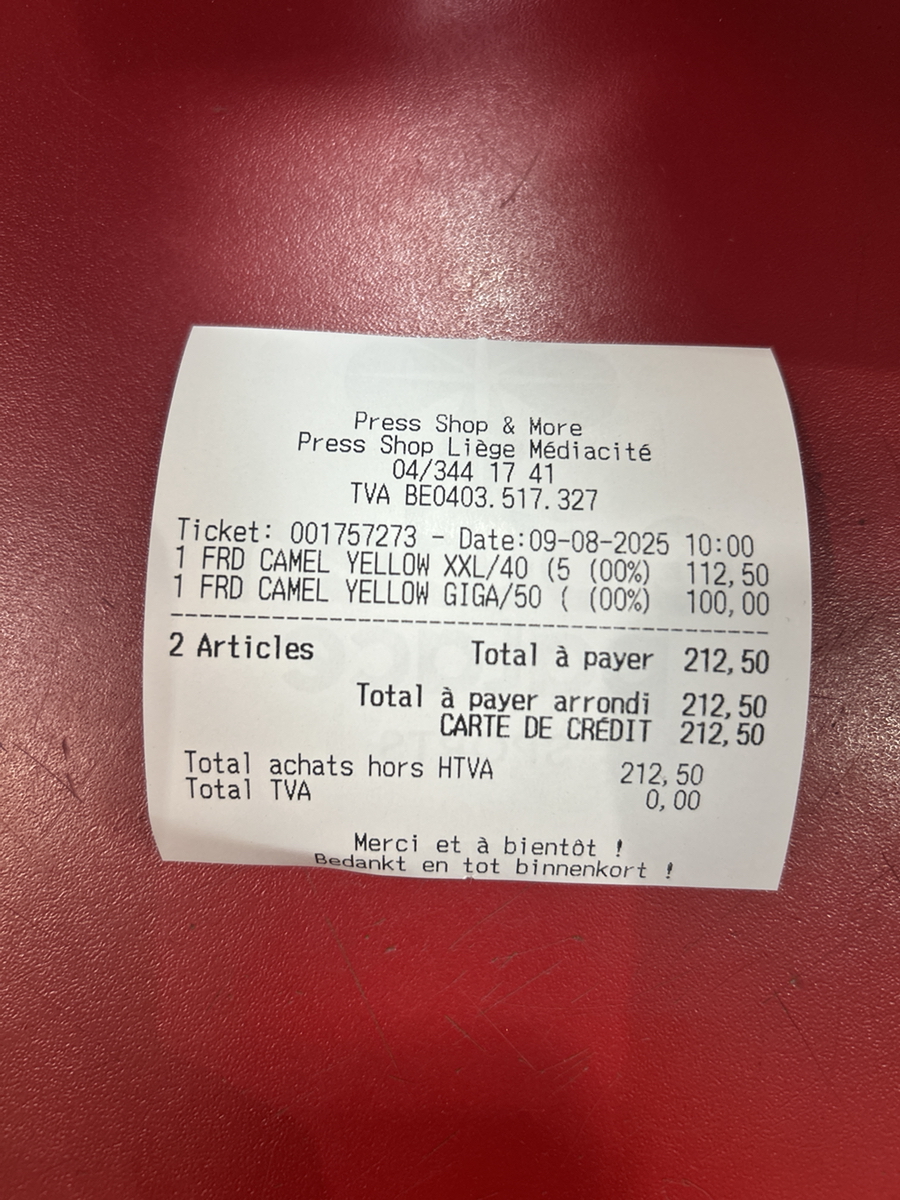 Press Shop & More
Press Shop Liège Médiacité
04/344 17 41
TVA BE0403.517.327
Ticket: 001757273 - Date:09-08-2025 10:00
1 FRD CAMEL YELLOW XXL/40 (5 (00%) 112,50
1 FRD CAMEL YELLOW GIGA/50 ( (00%) 100,00
2 Articles Total à payer 212,50
Total à payer arrondi 212,50
CARTE DE CRÉDIT 212,50
Total achats hors HTVA 212,50
Total TVA 0,00
Merci et à bientôt !
Bedankt en tot binnenkort !